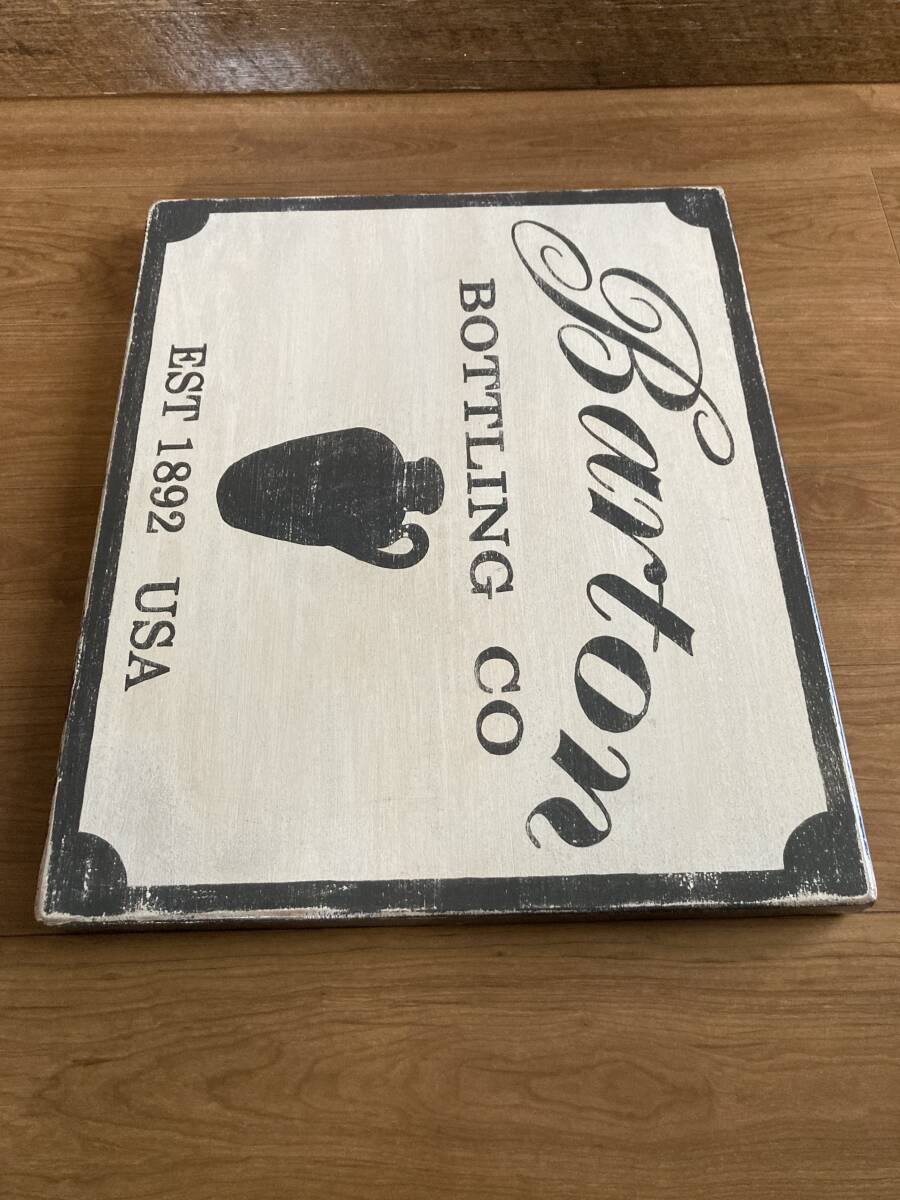 Barton
BOTTLING CO
EST 1892 USA